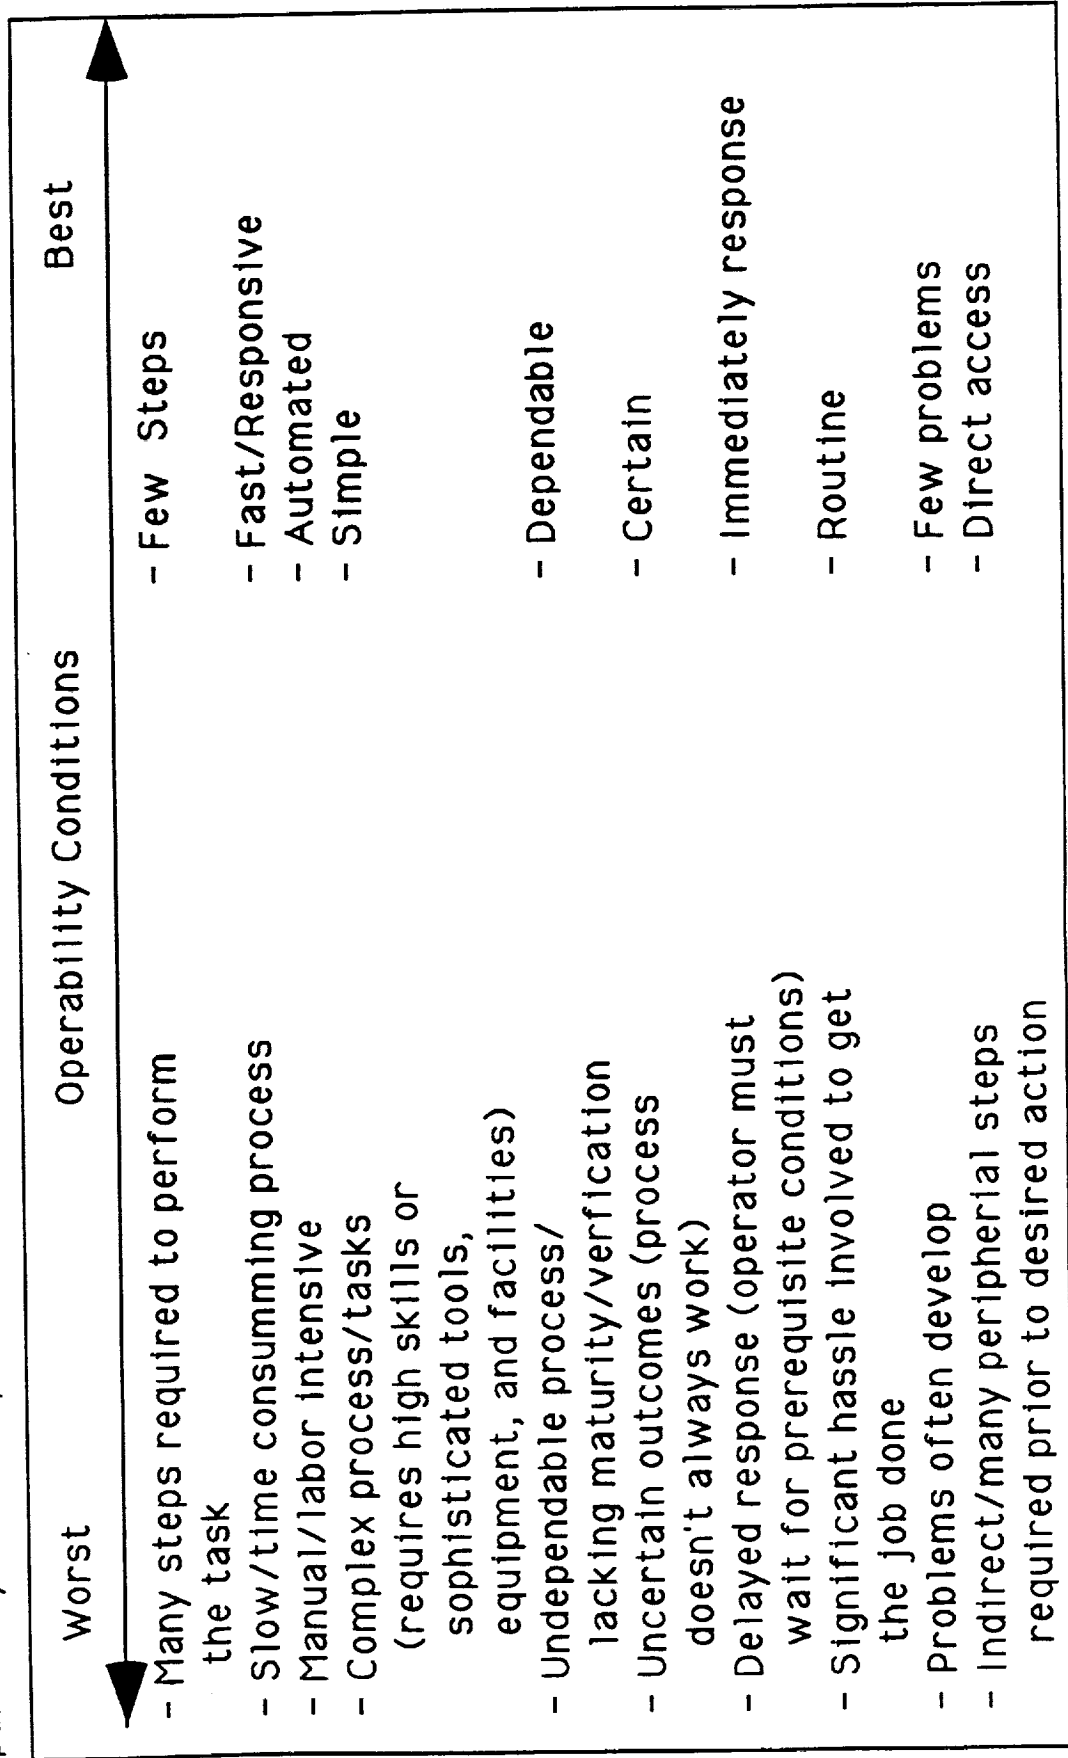 Operability Conditions
Worst
Best
- Many steps required to perform
the task
- Slow/time consumming process
- Manual/labor intensive
- Complex process/tasks
(requires high skills or
sophisticated tools,
equipment, and facilities)
- Undependable process/
lacking maturity/verfication
- Uncertain outcomes (process
doesn't always work)
- Delayed response (operator must
wait for prerequisite conditions)
- Significant hassle involved to get
the job done
- Problems often develop
- Indirect/many peripherial steps
required prior to desired action
- Few Steps
- Fast/Responsive
- Automated
- Simple
- Dependable
- Certain
- Immediately response
- Routine
- Few problems
- Direct access